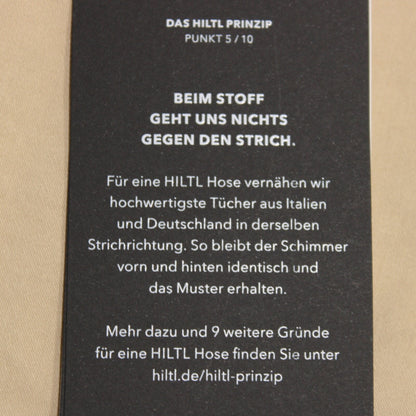 DAS HILTL PRINZIP
PUNKT 5 / 10
BEIM STOFF
GEHT UNS NICHTS
GEGEN DEN STRICH.
Für eine HILTL Hose vernähen wir
hochwertigste Tücher aus Italien
und Deutschland in derselben
Strichrichtung. So bleibt der Schimmer
vorn und hinten identisch und
das Muster erhalten.
Mehr dazu und 9 weitere Gründe
für eine HILTL Hose finden Sie unter
hiltl.de/hiltl-prinzip